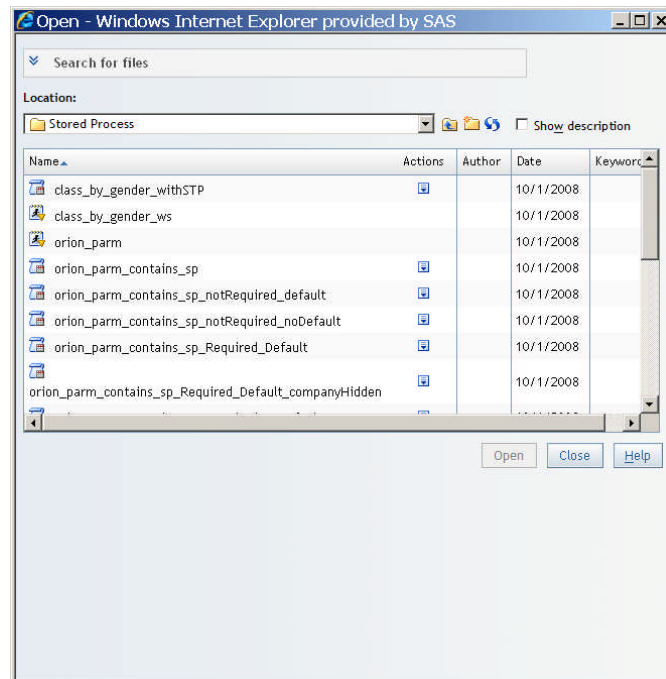 Open - Windows Internet Explorer provided by SAS
Search for files
Location:
Stored Process
Show description
Name Actions Author Date Keyword
class_by_gender_withSTP 10/1/2008
class_by_gender_ws 10/1/2008
orion_parm 10/1/2008
orion_parm_contains_sp 10/1/2008
orion_parm_contains_sp_notRequired_default 10/1/2008
orion_parm_contains_sp_notRequired_noDefault 10/1/2008
orion_parm_contains_sp_Required_Default 10/1/2008
orion_parm_contains_sp_Required_Default_companyHidden 10/1/2008
Open Close Help